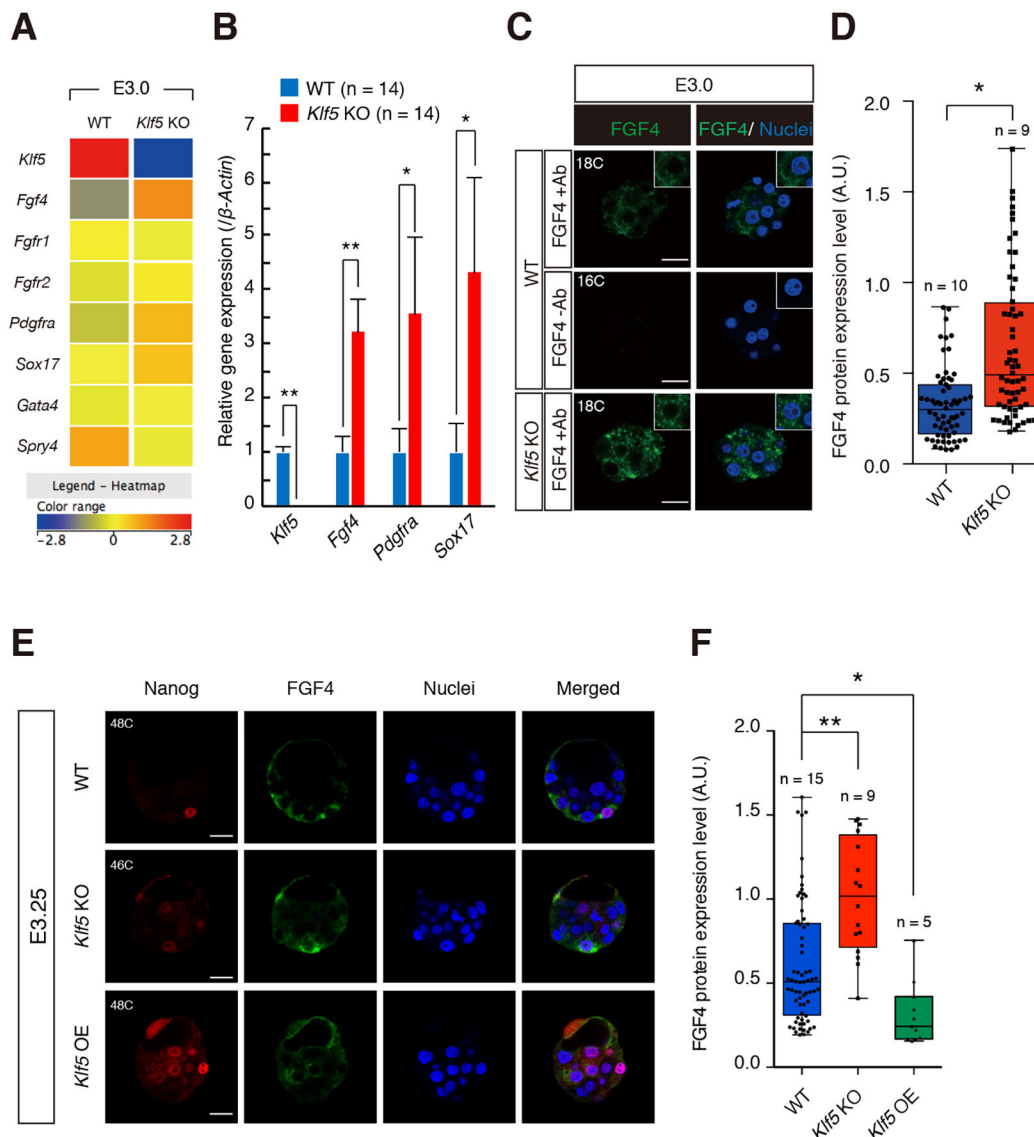 A
E3.0
WT
Klf5 KO
Klf5
Fgf4
Fgfr1
Fgfr2
Pdgfra
Sox17
Gata4
Spry4
Legend - Heatmap
Color range
-2.8
0
2.8
B
WT (n = 14)
Klf5 KO (n = 14)
Relative gene expression (/β-Actin)
7
6
5
4
3
2
1
0
**
**
*
*
Klf5
Fgf4
Pdgfra
Sox17
C
E3.0
FGF4
FGF4/ Nuclei
WT
FGF4 +Ab
18C
FGF4 -Ab
16C
Klf5 KO
FGF4 +Ab
18C
D
FGF4 protein expression level (A.U.)
2.0
1.5
1.0
0.5
0.0
*
n = 10
n = 9
WT
Klf5 KO
E
Nanog
FGF4
Nuclei
Merged
E3.25
WT
48C
Klf5 KO
46C
Klf5 OE
48C
F
FGF4 protein expression level (A.U.)
2.0
1.5
1.0
0.5
0.0
*
**
n = 15
n = 9
n = 5
WT
Klf5 KO
Klf5 OE